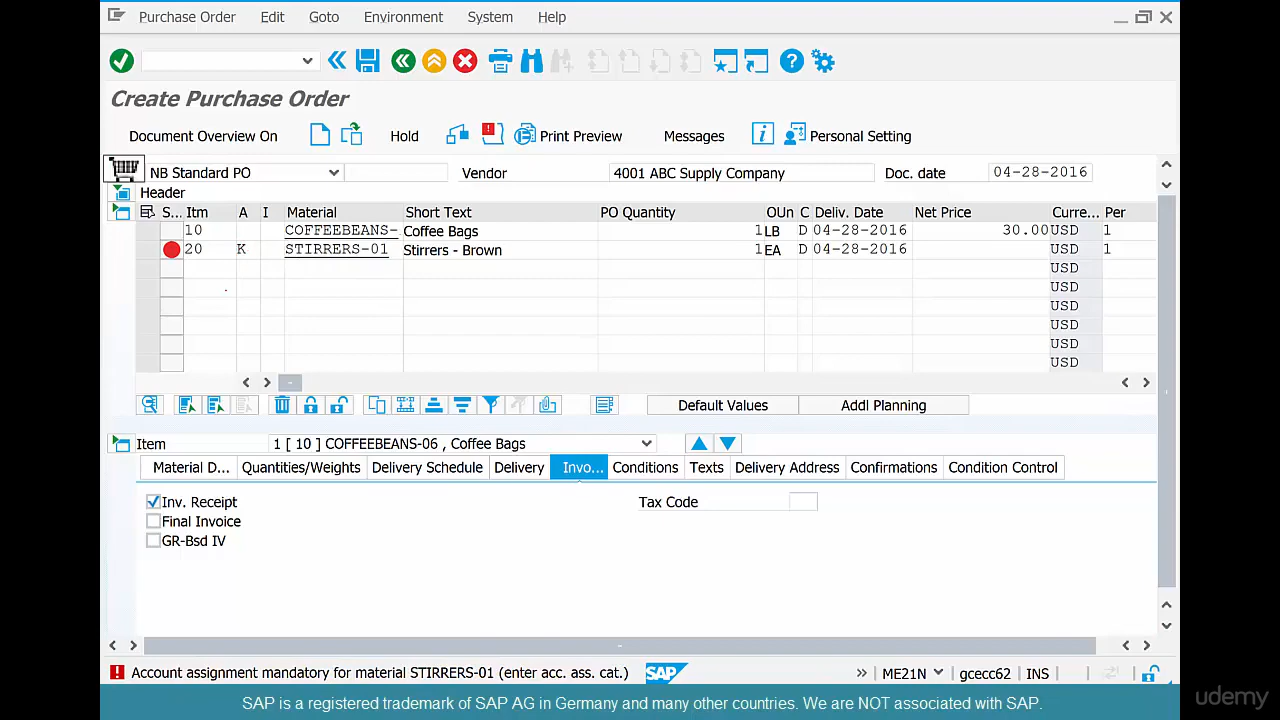 Purchase Order Edit Goto Environment System Help
Create Purchase Order
Document Overview On Hold Print Preview Messages Personal Setting
NB Standard PO Vendor 4001 ABC Supply Company Doc. date 04-28-2016
Header
S... Itm A I Material Short Text PO Quantity OUn C Deliv. Date Net Price Curre... Per
10 COFFEEBEANS- Coffee Bags 1 LB D 04-28-2016 30.00 USD 1
20 K STIRRERS-01 Stirrers - Brown 1 EA D 04-28-2016 USD 1
USD
USD
USD
USD
USD
USD
Default Values Addl Planning
Item 1 [ 10 ] COFFEEBEANS-06 , Coffee Bags
Material D... Quantities/Weights Delivery Schedule Delivery Invo... Conditions Texts Delivery Address Confirmations Condition Control
Inv. Receipt Tax Code
Final Invoice
GR-Bsd IV
Account assignment mandatory for material STIRRERS-01 (enter acc. ass. cat.) SAP ME21N gcecc62 INS
SAP is a registered trademark of SAP AG in Germany and many other countries. We are NOT associated with SAP.
udemy